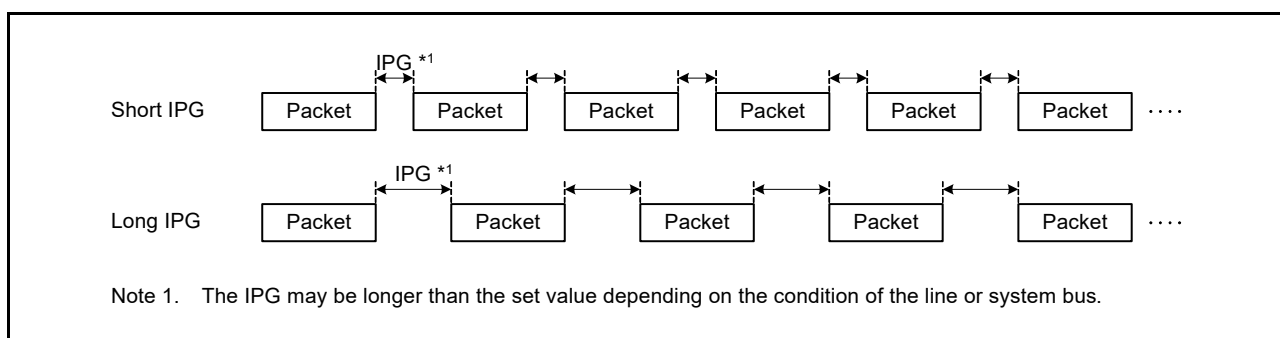 IPG *1
Short IPG Packet Packet Packet Packet Packet Packet ....
IPG *1
Long IPG Packet Packet Packet Packet Packet ....
Note 1. The IPG may be longer than the set value depending on the condition of the line or system bus.